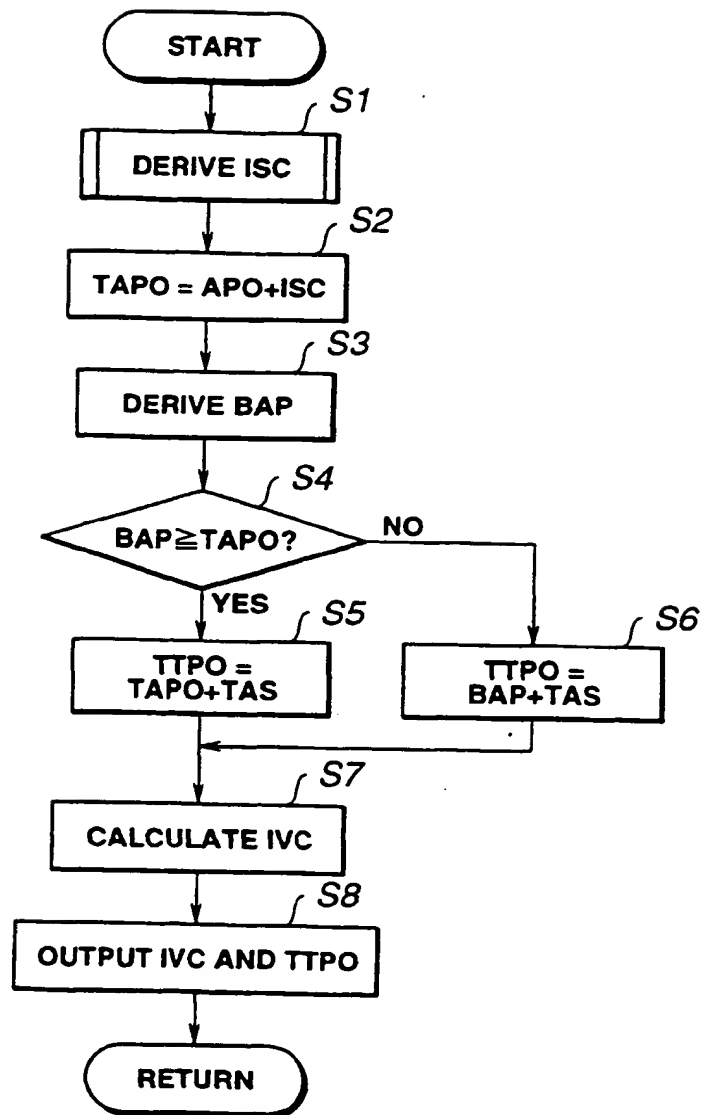 START
S1
DERIVE ISC
S2
TAPO = APO+ISC
S3
DERIVE BAP
S4
BAP≧TAPO?
NO
YES
S5
TTPO =
TAPO+TAS
S6
TTPO =
BAP+TAS
S7
CALCULATE IVC
S8
OUTPUT IVC AND TTPO
RETURN